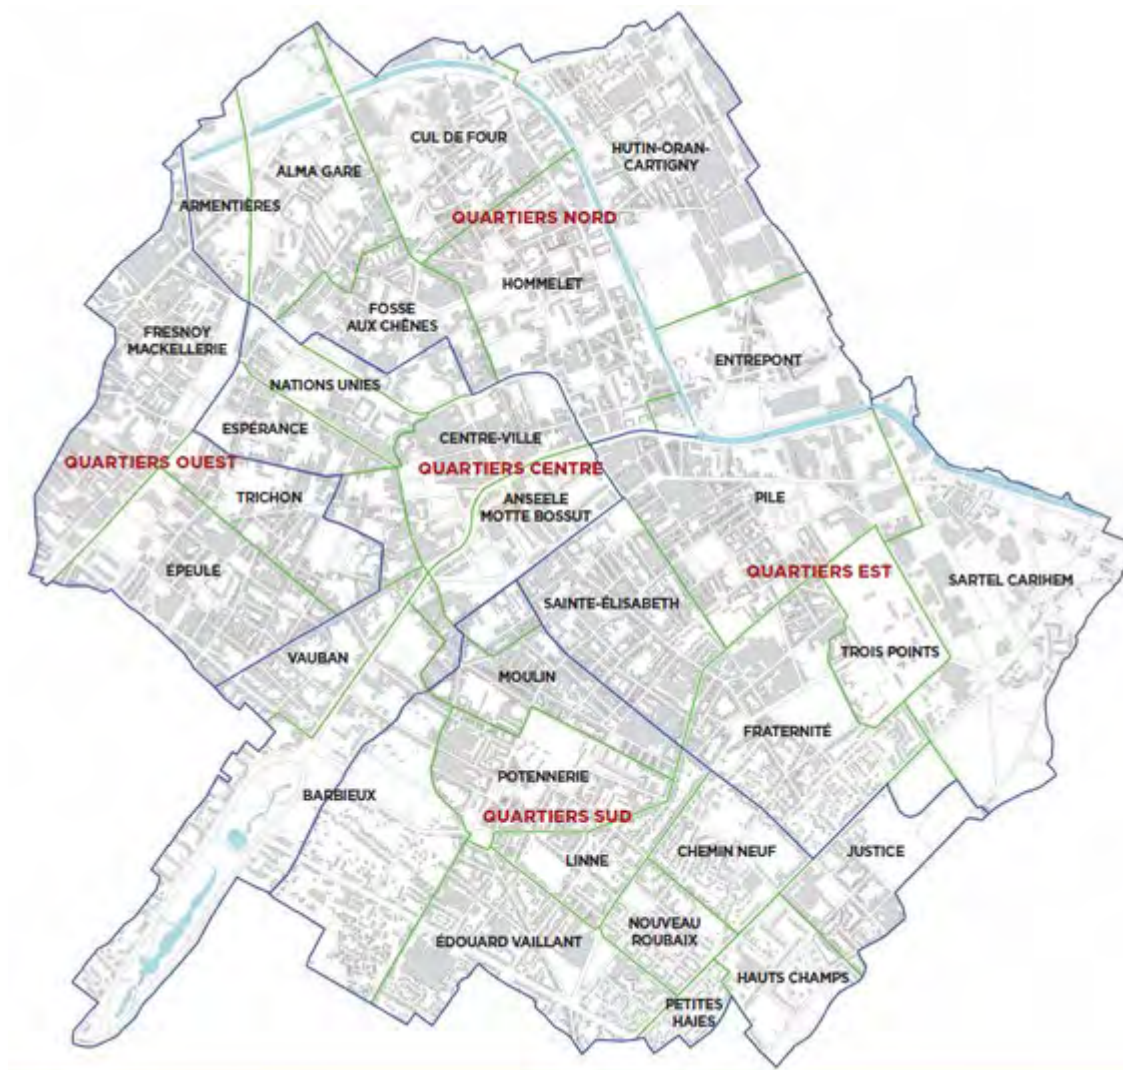 CUL DE FOUR
HUTIN-ORAN-
CARTIGNY
ALMA GARE
ARMENTIÈRES
QUARTIERS NORD
HOMMELET
FOSSE
AUX CHÊNES
FRESNOY
MACKELLERIE
ENTREPONT
NATIONS UNIES
ESPÉRANCE
CENTRE-VILLE
QUARTIERS OUEST
QUARTIERS CENTRE
TRICHON
ANSEELE
MOTTE BOSSUT
PILE
ÉPEULE
QUARTIERS EST
SARTEL CARIHEM
SAINTE-ÉLISABETH
TROIS POINTS
VAUBAN
MOULIN
FRATERNITÉ
POTENNERIE
BARBIEUX
QUARTIERS SUD
LINNE
CHEMIN NEUF
JUSTICE
NOUVEAU
ROUBAIX
ÉDOUARD VAILLANT
HAUTS CHAMPS
PETITES
HAIES